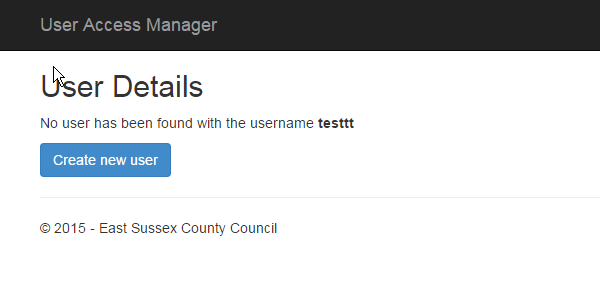 User Access Manager
User Details
No user has been found with the username testtt
Create new user
© 2015 - East Sussex County Council